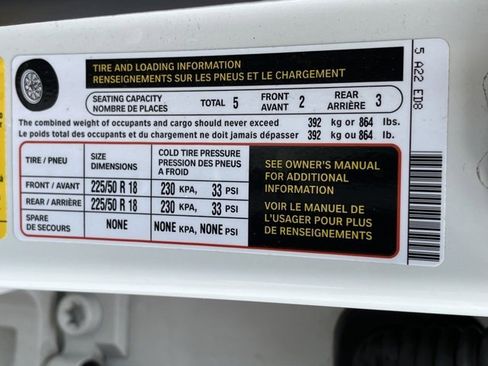 TIRE AND LOADING INFORMATION
RENSEIGNEMENTS SUR LES PNEUS ET LE CHARGEMENT
SEATING CAPACITY
NOMBRE DE PLACES
TOTAL 5
FRONT
AVANT 2
REAR
ARRIÈRE 3
The combined weight of occupants and cargo should never exceed 392 kg or 864 lbs.
Le poids total des occupants et du chargement ne doit jamais dépasser 392 kg ou 864 lb.
TIRE / PNEU
SIZE
DIMENSIONS
COLD TIRE PRESSURE
PRESSION DES PNEUS
A FROID
FRONT / AVANT 225/50 R 18 230 KPA, 33 PSI
REAR / ARRIÈRE 225/50 R 18 230 KPA, 33 PSI
SPARE
DE SECOURS
NONE NONE KPA, NONE PSI
SEE OWNER'S MANUAL
FOR ADDITIONAL
INFORMATION
VOIR LE MANUEL DE
L'USAGER POUR PLUS
DE RENSEIGNEMENTS
5 A22 EJ08